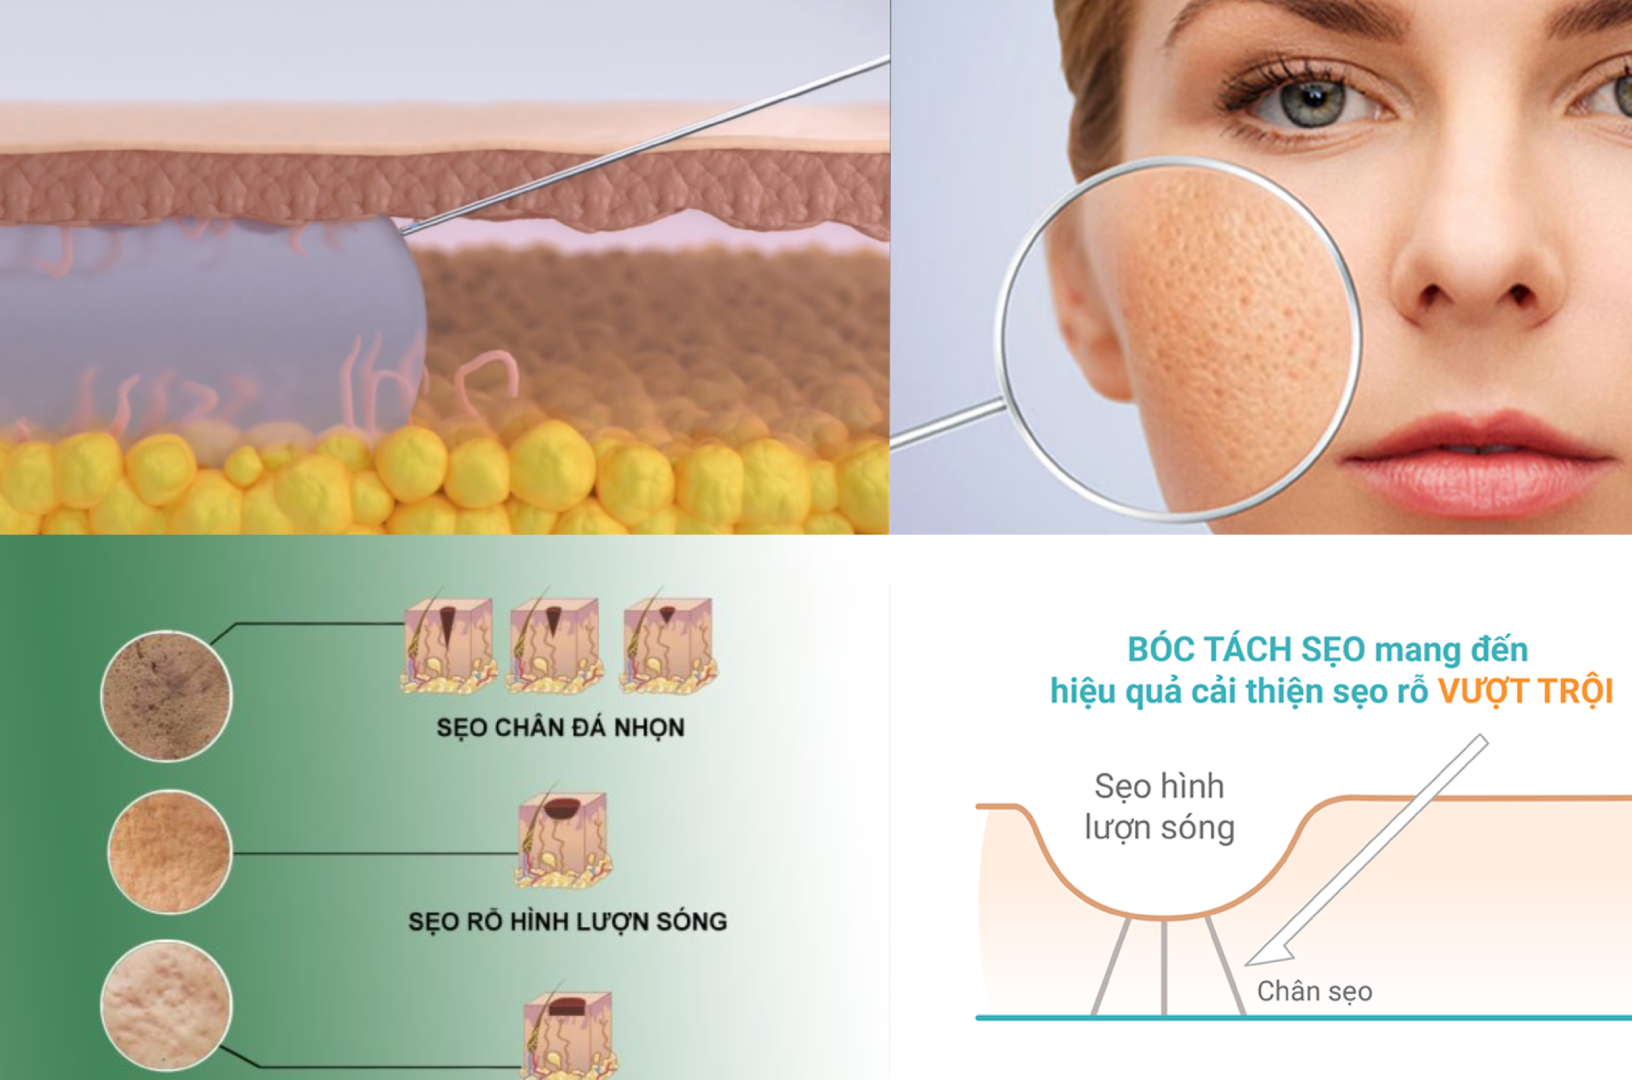 SẸO CHÂN ĐÁ NHỌN
SẸO RỖ HÌNH LƯỢN SÓNG
BÓC TÁCH SẸO mang đến
hiệu quả cải thiện sẹo rỗ VƯỢT TRỘI
Sẹo hình
lượn sóng
Chân sẹo